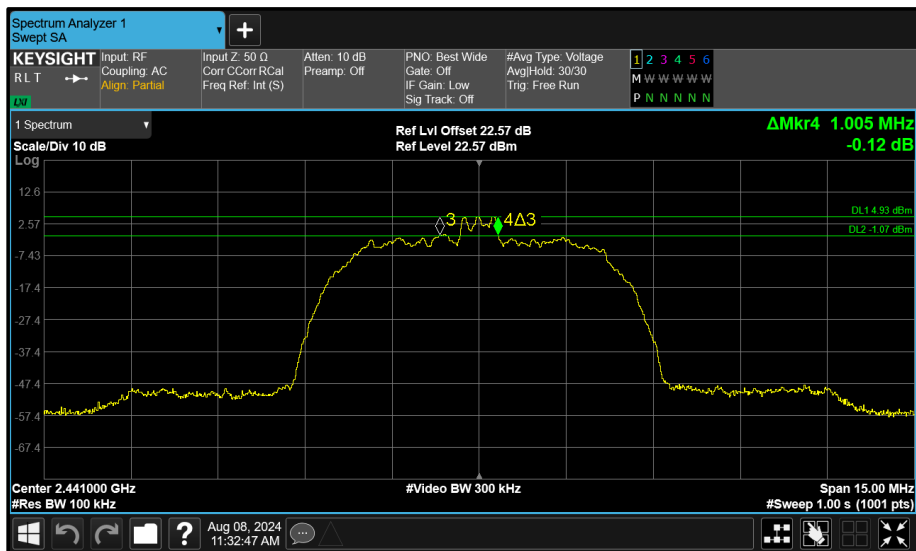 Spectrum Analyzer 1
Swept SA
KEYSIGHT
R L T
LXI
Input: RF
Coupling: AC
Align: Partial
Input Z: 50 Ω
Corr CCorr RCal
Freq Ref: Int (S)
Atten: 10 dB
Preamp: Off
PNO: Best Wide
Gate: Off
IF Gain: Low
Sig Track: Off
#Avg Type: Voltage
Avg|Hold: 30/30
Trig: Free Run
1 2 3 4 5 6
M W W W W W
P N N N N N
1 Spectrum
Scale/Div 10 dB
Ref Lvl Offset 22.57 dB
Ref Level 22.57 dBm
ΔMkr4 1.005 MHz
-0.12 dB
Log
12.6
DL1 4.93 dBm
3
4Δ3
2.57
DL2 -1.07 dBm
-7.43
-17.4
-27.4
-37.4
-47.4
-57.4
-67.4
Center 2.441000 GHz
#Video BW 300 kHz
Span 15.00 MHz
#Res BW 100 kHz
#Sweep 1.00 s (1001 pts)
?
Aug 08, 2024
11:32:47 AM